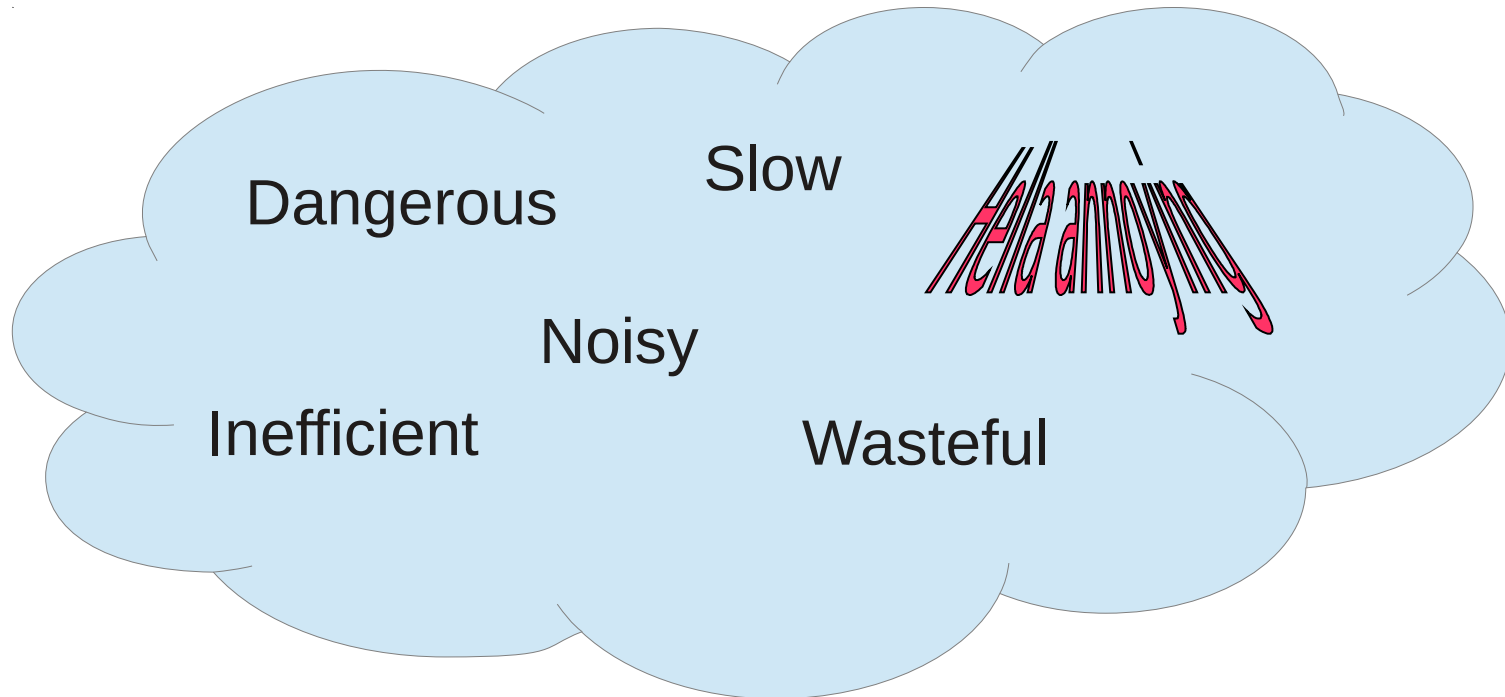 Slow
Dangerous
Hella annoying
Noisy
Inefficient
Wasteful